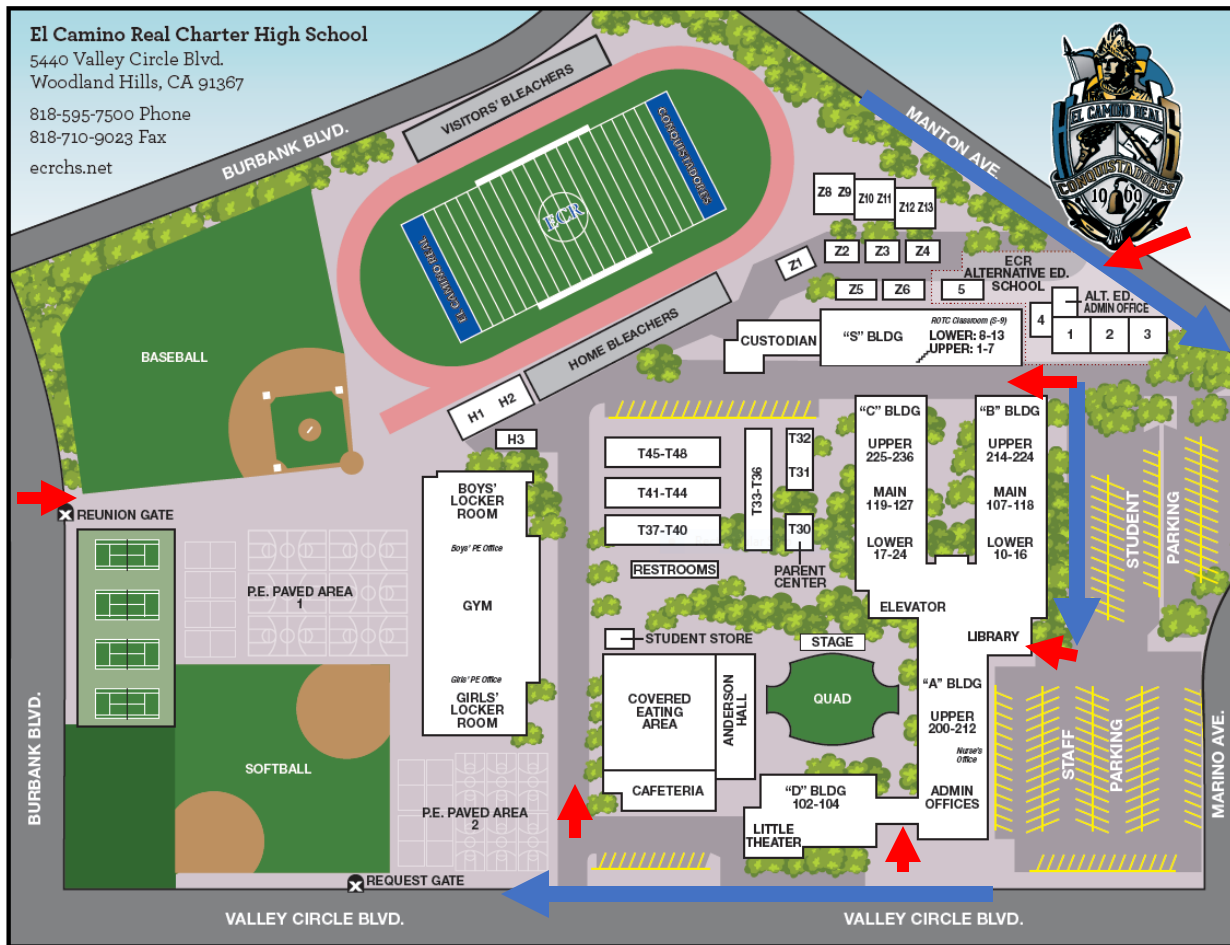 El Camino Real Charter High School
5440 Valley Circle Blvd.
Woodland Hills, CA 91367
818-595-7500 Phone
818-710-9023 Fax
ecrchs.net
BURBANK BLVD.
VISITORS' BLEACHERS
MANTON AVE.
EL CAMINO REAL
CONQUISTADORES
1969
CONQUISTADORES
ECR
EL CAMINO REAL
HOME BLEACHERS
Z8 Z9
Z10 Z11
Z12 Z13
Z1
Z2
Z3
Z4
Z5
Z6
5
ECR
ALTERNATIVE ED.
SCHOOL
ALT. ED.
ADMIN OFFICE
4
1
2
3
CUSTODIAN
"S" BLDG
ROTC Classroom (S-9)
LOWER: 8-13
UPPER: 1-7
BASEBALL
H1
H2
H3
REUNION GATE
BOYS'
LOCKER
ROOM
Boys' PE Office
GYM
Girls' PE Office
GIRLS'
LOCKER
ROOM
P.E. PAVED AREA
1
T45-T48
T41-T44
T37-T40
T33-T36
T32
T31
T30
PARENT
CENTER
RESTROOMS
STUDENT STORE
"C" BLDG
UPPER
225-236
MAIN
119-127
LOWER
17-24
"B" BLDG
UPPER
214-224
MAIN
107-118
LOWER
10-16
ELEVATOR
LIBRARY
STUDENT
PARKING
STAGE
QUAD
COVERED
EATING
AREA
ANDERSON
HALL
CAFETERIA
"A" BLDG
UPPER
200-212
Nurse's
Office
ADMIN
OFFICES
"D" BLDG
102-104
LITTLE
THEATER
STAFF
PARKING
MARINO AVE.
BURBANK BLVD.
SOFTBALL
P.E. PAVED AREA
2
REQUEST GATE
VALLEY CIRCLE BLVD.
VALLEY CIRCLE BLVD.